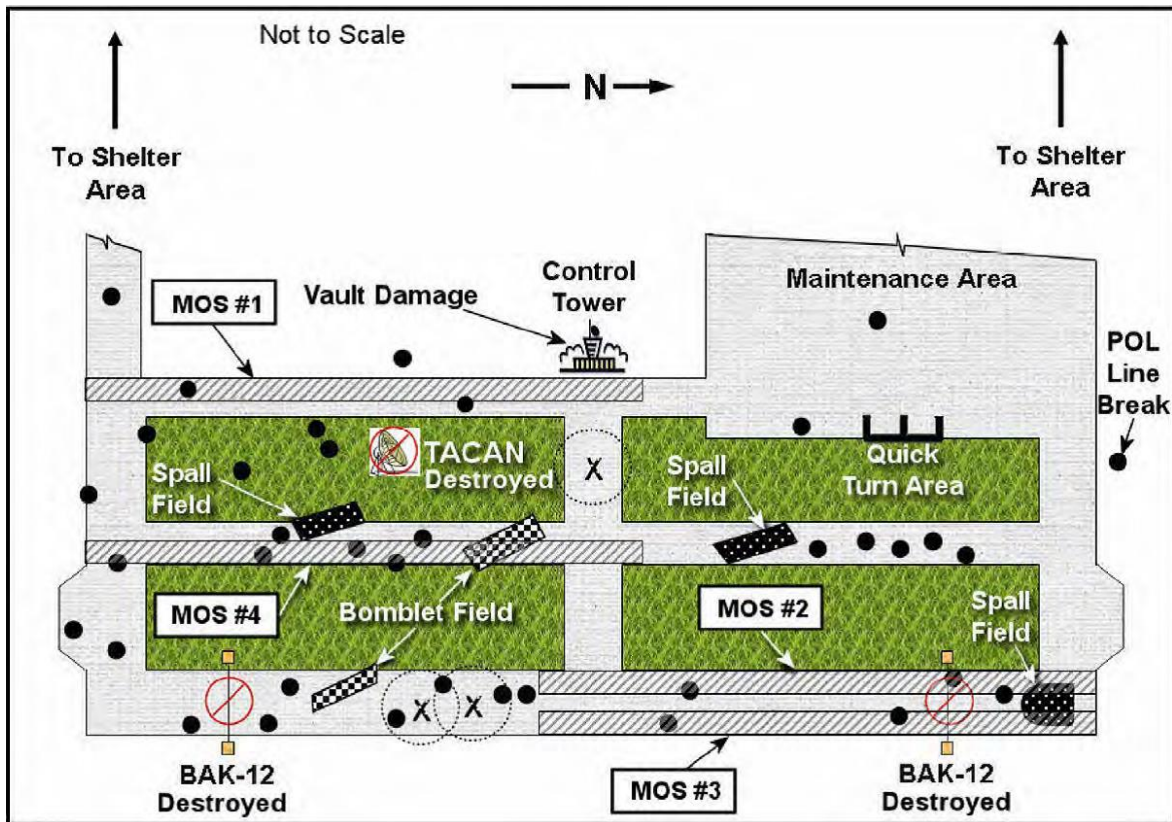 Not to Scale
N
To Shelter
Area
To Shelter
Area
MOS #1
Vault Damage
Control
Tower
Maintenance Area
POL
Line
Break
TACAN
Destroyed
X
Spall
Field
Spall
Field
Quick
Turn Area
MOS #4
Bomblet Field
MOS #2
Spall
Field
X
X
BAK-12
Destroyed
MOS #3
BAK-12
Destroyed